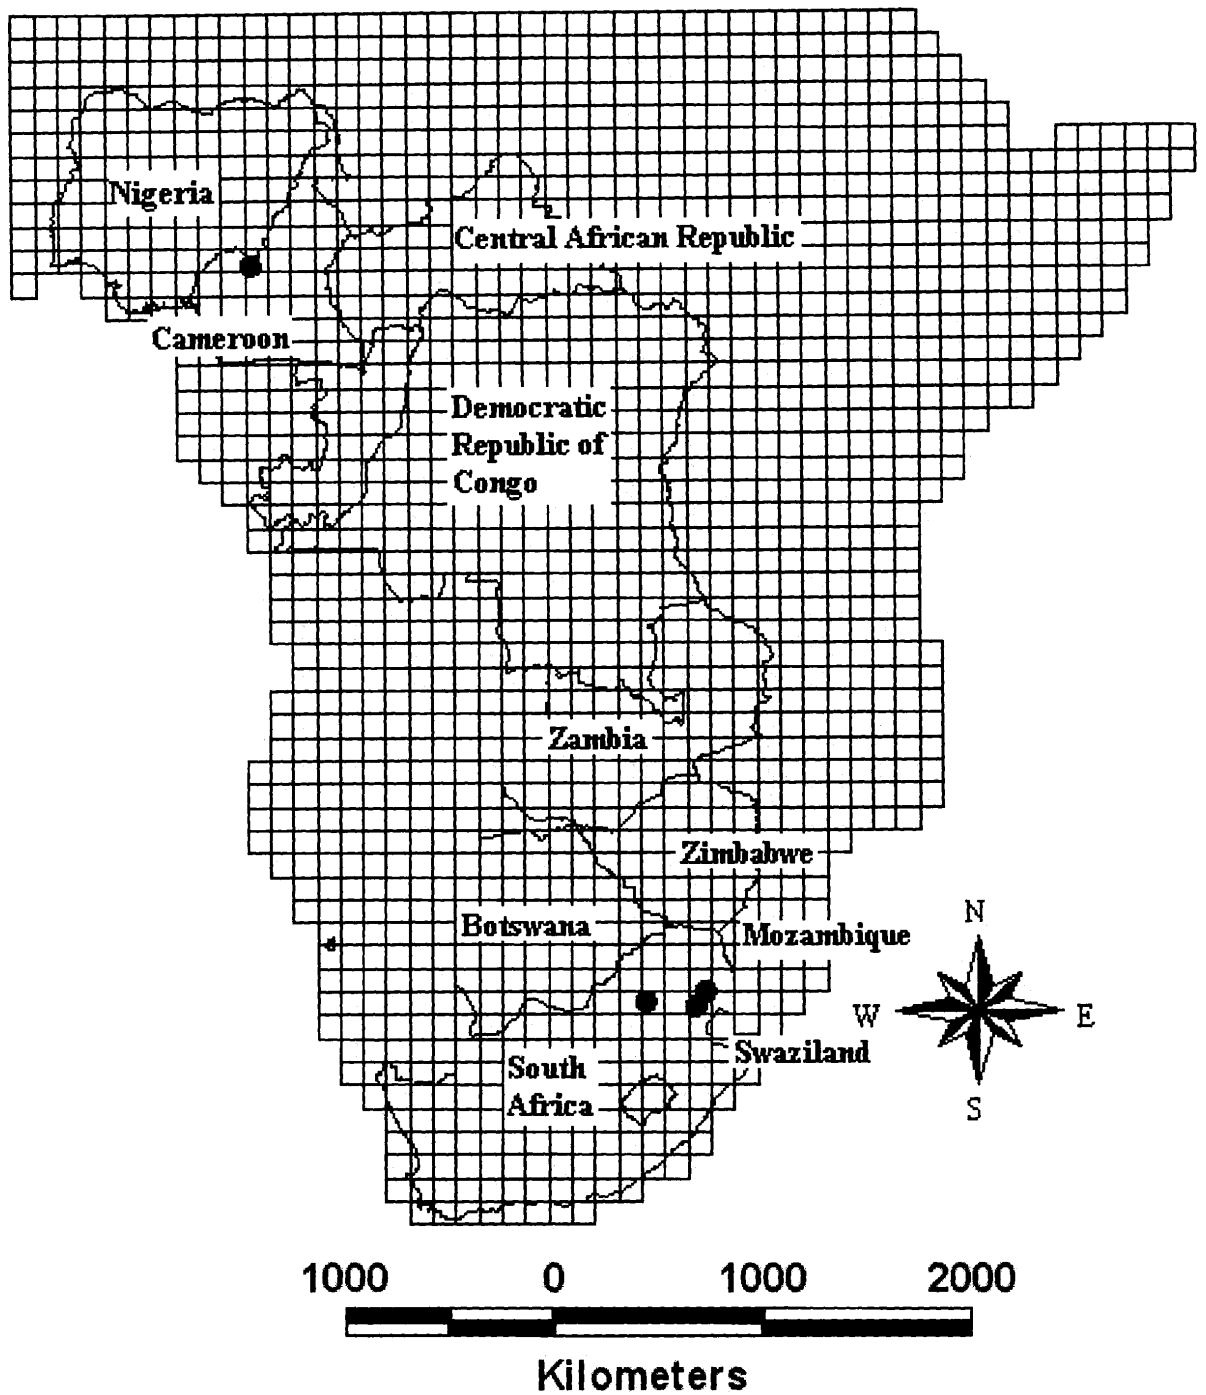 Nigeria
Central African Republic
Cameroon
Democratic
Republic of
Congo
Zambia
Zimbabwe
Botswana
Mozambique
N
W
E
S
Swaziland
South
Africa
1000 0 1000 2000
Kilometers